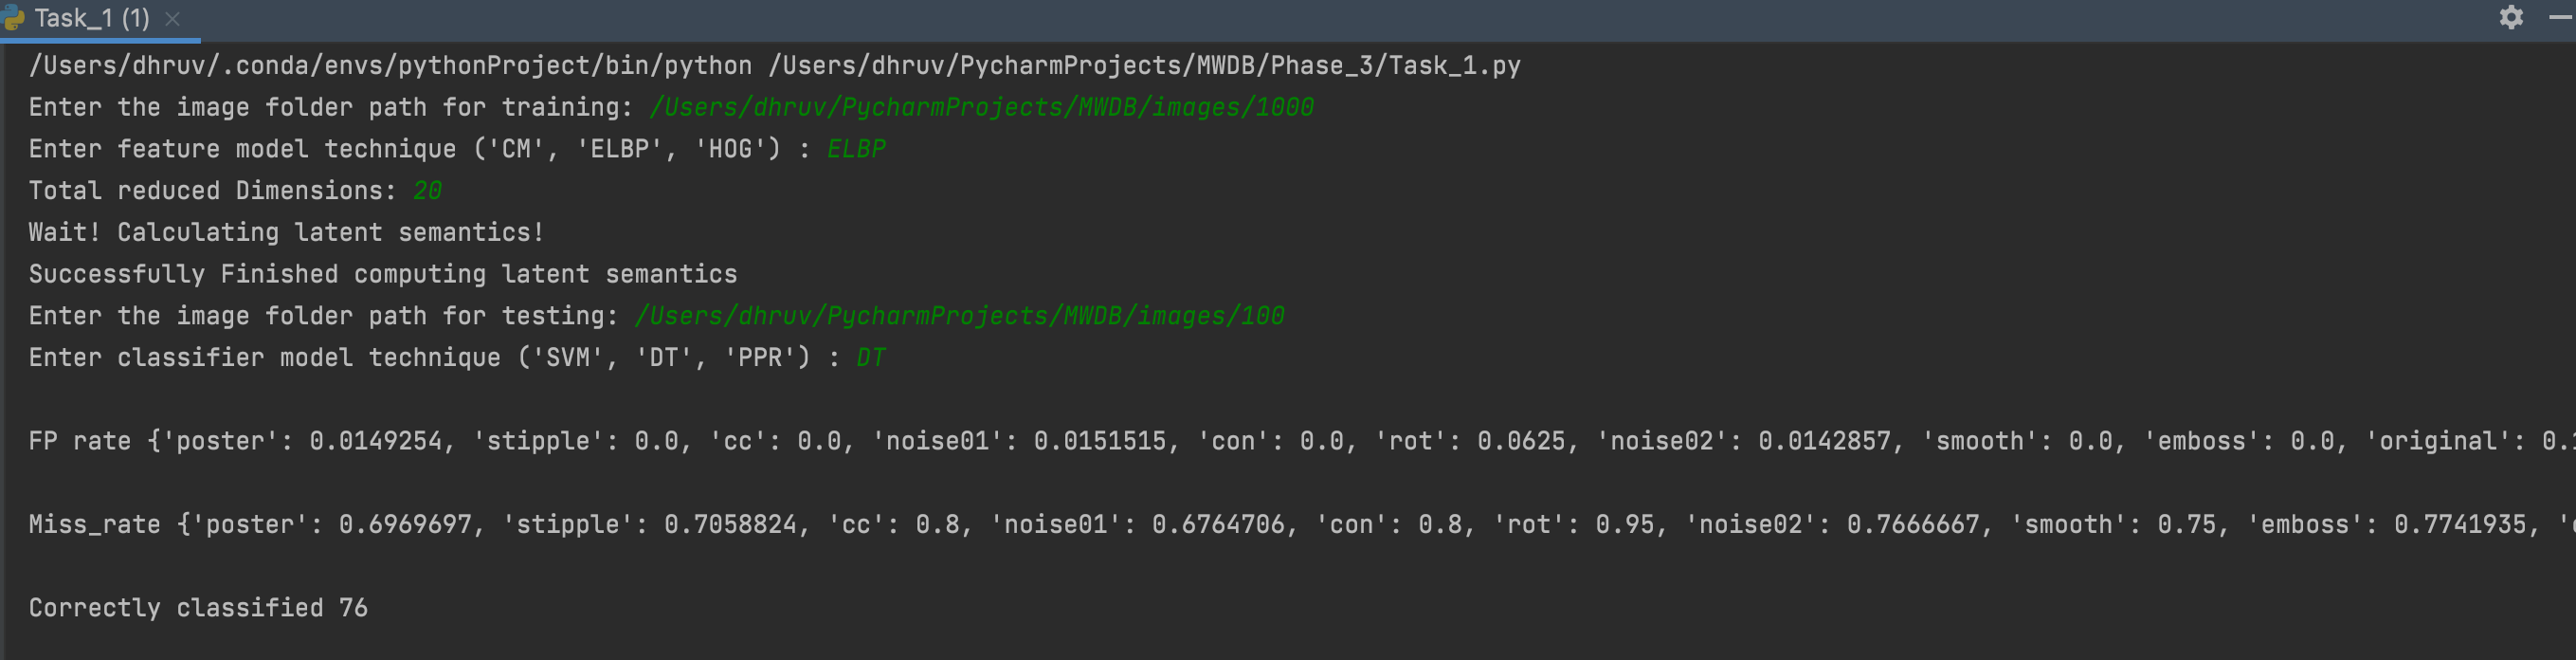 Task_1 (1)
/Users/dhruv/.conda/envs/pythonProject/bin/python /Users/dhruv/PycharmProjects/MWDB/Phase_3/Task_1.py
Enter the image folder path for training: /Users/dhruv/PycharmProjects/MWDB/images/1000
Enter feature model technique ('CM', 'ELBP', 'HOG') : ELBP
Total reduced Dimensions: 20
Wait! Calculating latent semantics!
Successfully Finished computing latent semantics
Enter the image folder path for testing: /Users/dhruv/PycharmProjects/MWDB/images/100
Enter classifier model technique ('SVM', 'DT', 'PPR') : DT
FP rate {'poster': 0.0149254, 'stipple': 0.0, 'cc': 0.0, 'noise01': 0.0151515, 'con': 0.0, 'rot': 0.0625, 'noise02': 0.0142857, 'smooth': 0.0, 'emboss': 0.0, 'original':
Miss_rate {'poster': 0.6969697, 'stipple': 0.7058824, 'cc': 0.8, 'noise01': 0.6764706, 'con': 0.8, 'rot': 0.95, 'noise02': 0.7666667, 'smooth': 0.75, 'emboss': 0.7741935,
Correctly classified 76